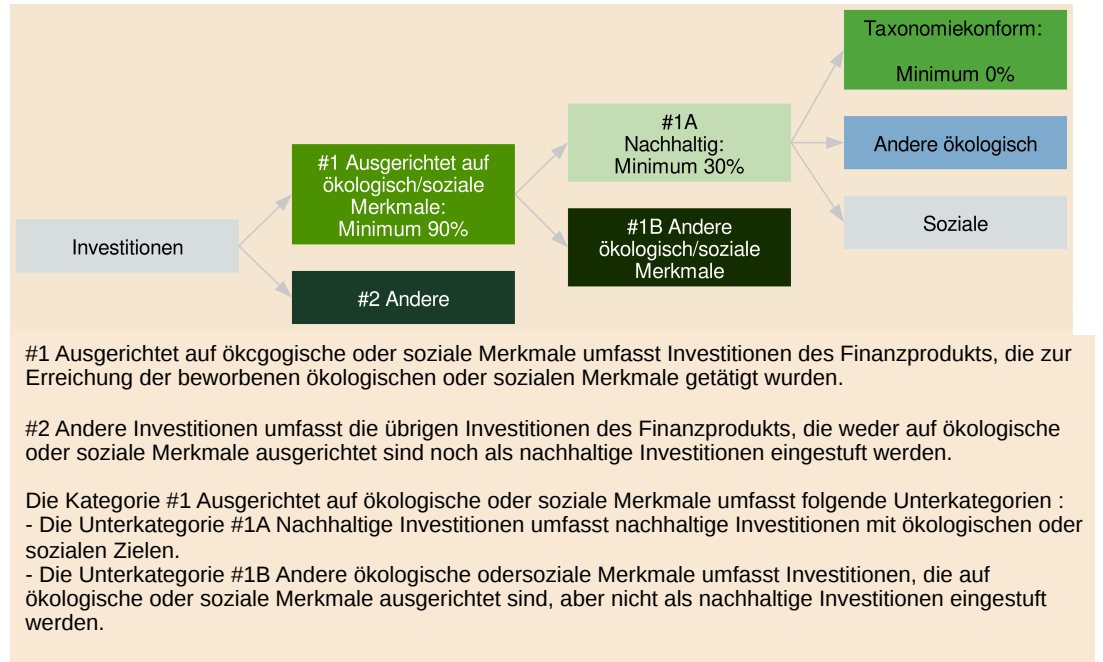 Taxonomiekonform:
Minimum 0%
#1A
Nachhaltig:
Minimum 30%
Andere ökologisch
#1 Ausgerichtet auf
ökologisch/soziale
Merkmale:
Minimum 90%
Soziale
#1B Andere
ökologisch/soziale
Merkmale
Investitionen
#2 Andere
#1 Ausgerichtet auf ökcgogische oder soziale Merkmale umfasst Investitionen des Finanzprodukts, die zur
Erreichung der beworbenen ökologischen oder sozialen Merkmale getätigt wurden.
#2 Andere Investitionen umfasst die übrigen Investitionen des Finanzprodukts, die weder auf ökologische
oder soziale Merkmale ausgerichtet sind noch als nachhaltige Investitionen eingestuft werden.
Die Kategorie #1 Ausgerichtet auf ökologische oder soziale Merkmale umfasst folgende Unterkategorien :
- Die Unterkategorie #1A Nachhaltige Investitionen umfasst nachhaltige Investitionen mit ökologischen oder
sozialen Zielen.
- Die Unterkategorie #1B Andere ökologische odersoziale Merkmale umfasst Investitionen, die auf
ökologische oder soziale Merkmale ausgerichtet sind, aber nicht als nachhaltige Investitionen eingestuft
werden.